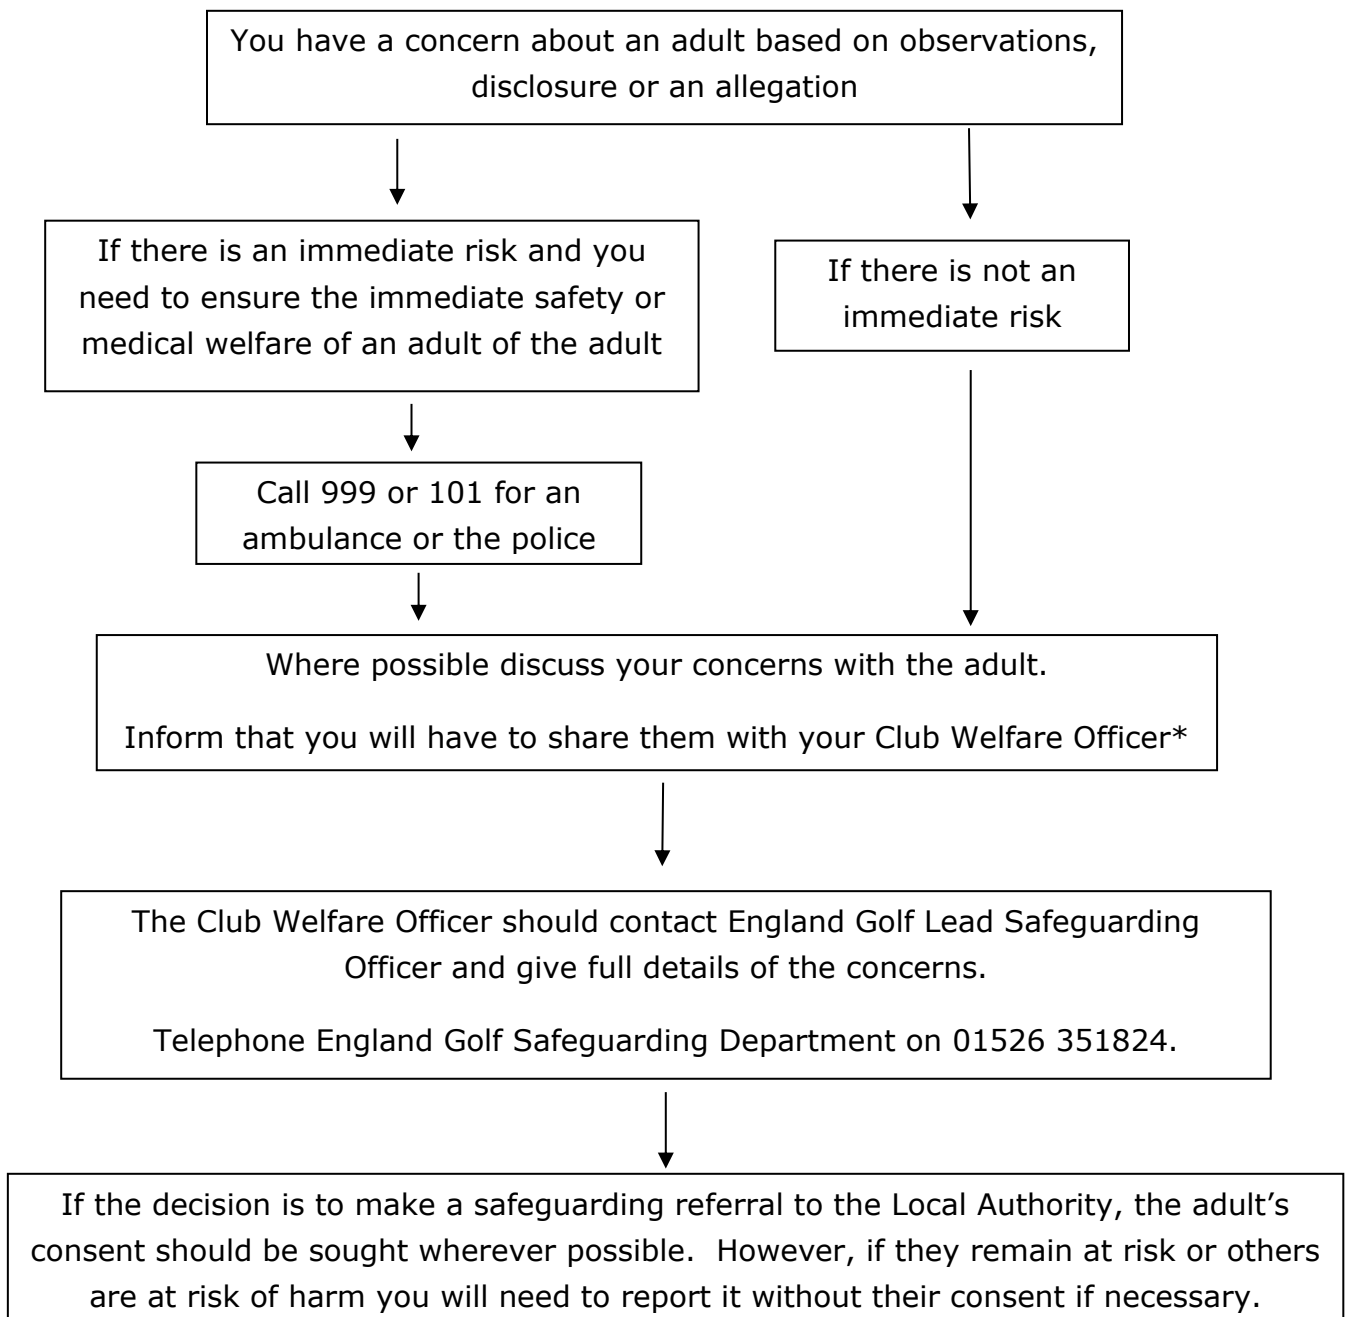 You have a concern about an adult based on observations,
disclosure or an allegation
If there is an immediate risk and you
need to ensure the immediate safety or
medical welfare of an adult of the adult
If there is not an
immediate risk
Call 999 or 101 for an
ambulance or the police
Where possible discuss your concerns with the adult.
Inform that you will have to share them with your Club Welfare Officer*
The Club Welfare Officer should contact England Golf Lead Safeguarding
Officer and give full details of the concerns.
Telephone England Golf Safeguarding Department on 01526 351824.
If the decision is to make a safeguarding referral to the Local Authority, the adult’s
consent should be sought wherever possible.  However, if they remain at risk or others
are at risk of harm you will need to report it without their consent if necessary.